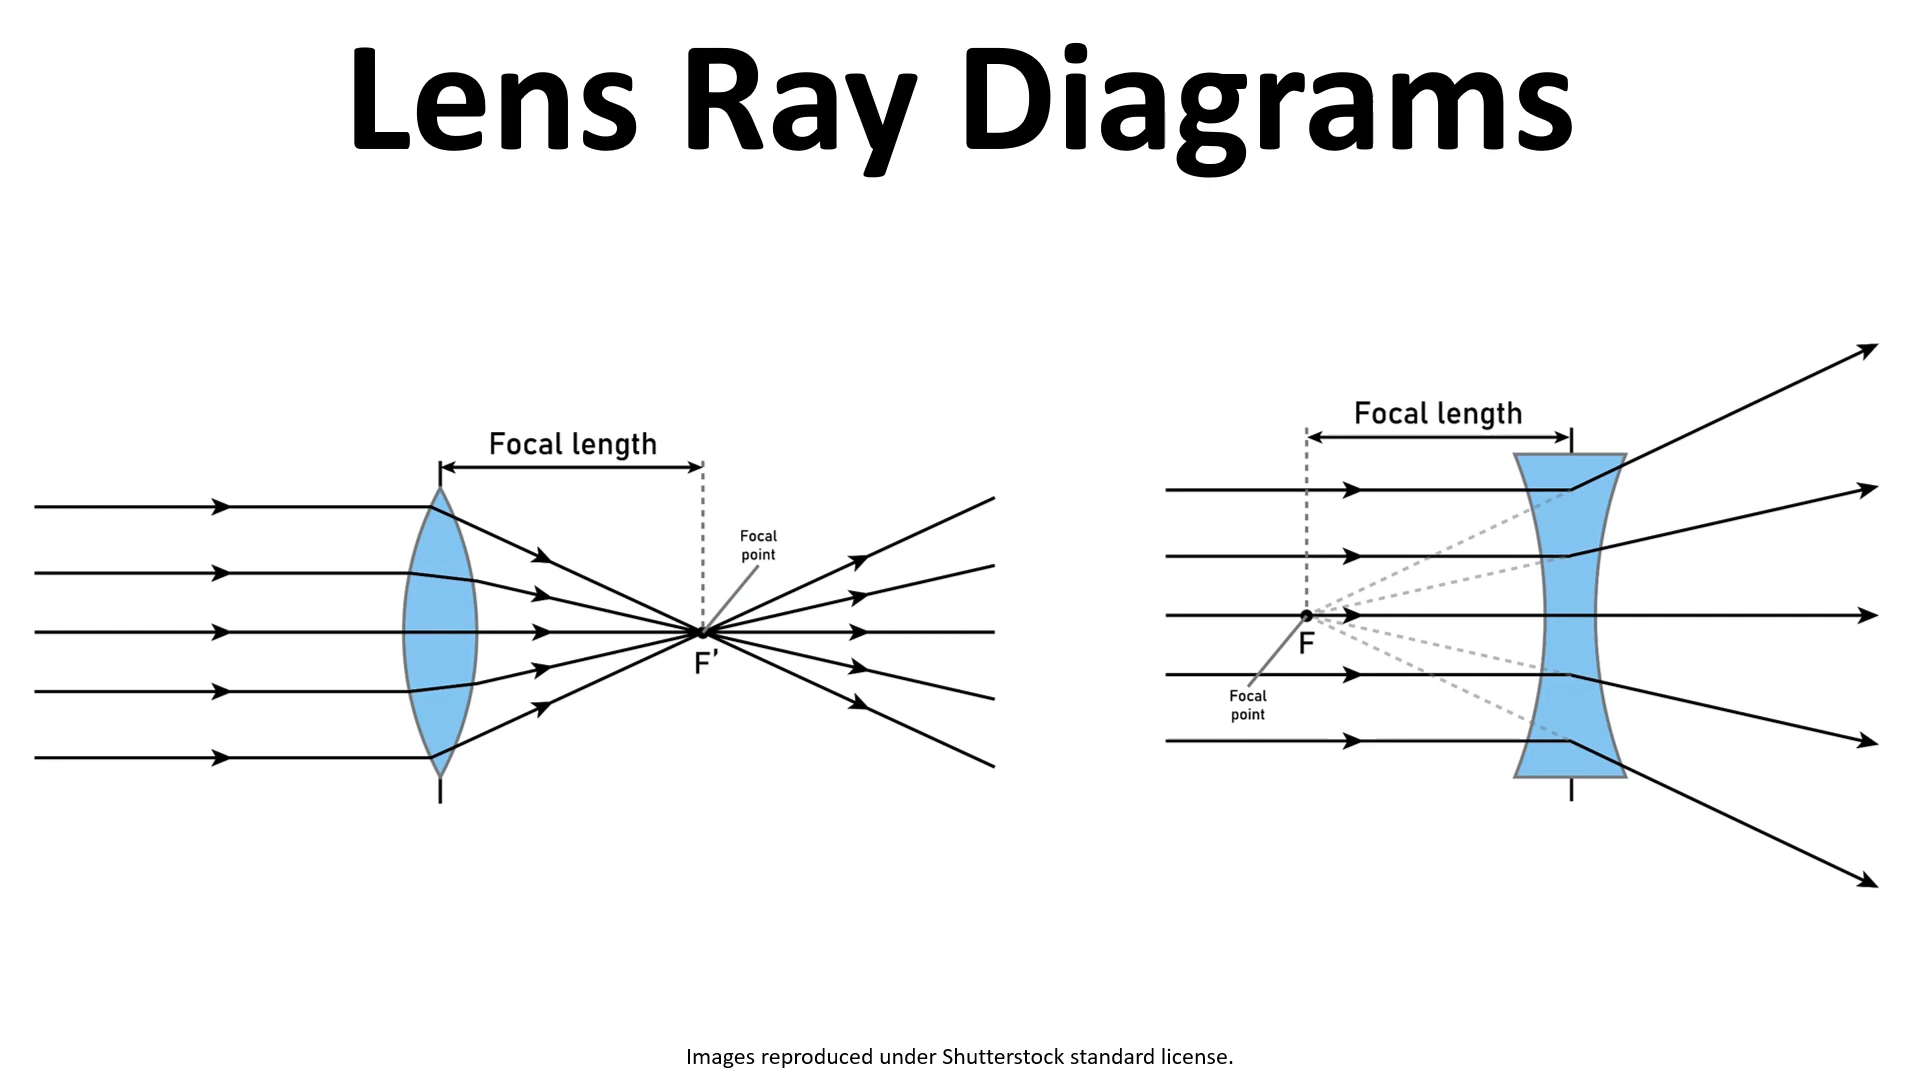 Lens Ray Diagrams
Focal length
Focal
point
F’
Focal length
F
Focal
point
Images reproduced under Shutterstock standard license.